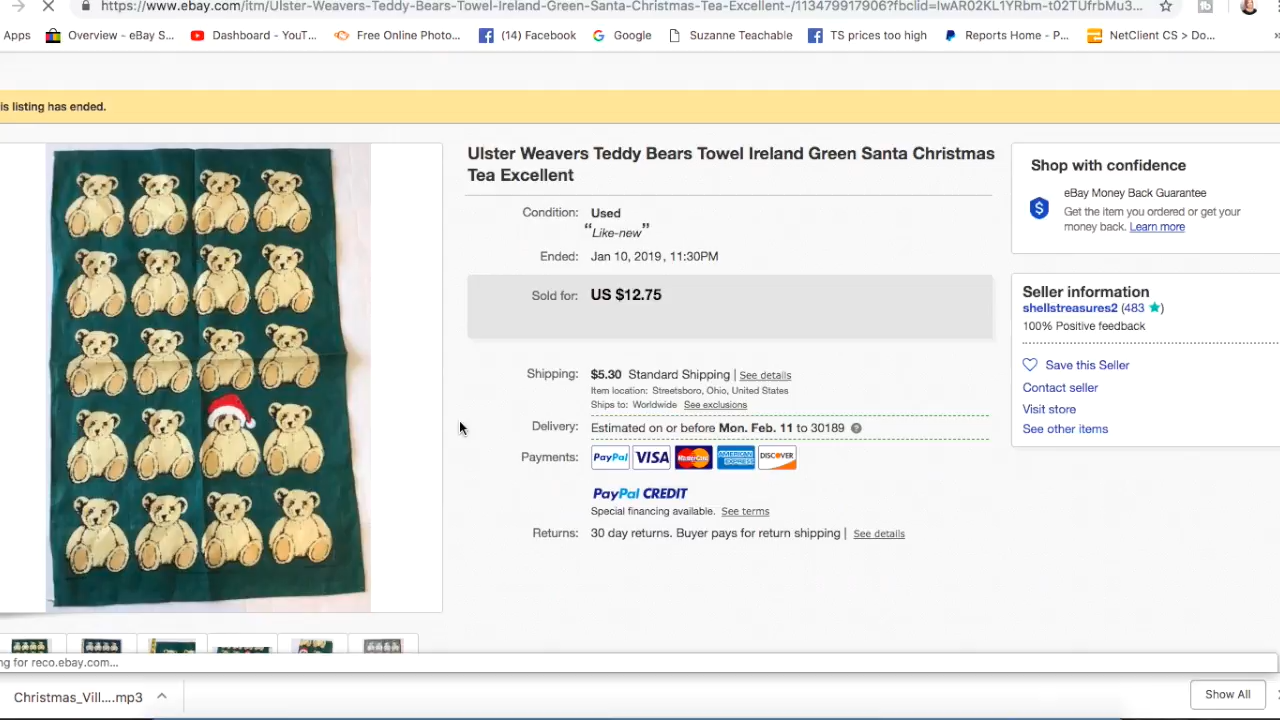 https://www.ebay.com/itm/Ulster-Weavers-Teddy-Bears-Towel-Ireland-Green-Santa-Christmas-Tea-Excellent-/113479917906?fbclid=IwAR02KL1YRbm-t02TUfrbMu3...
Apps Overview - eBay S... Dashboard - YouT... Free Online Photo... (14) Facebook Google Suzanne Teachable TS prices too high Reports Home - P... NetClient CS > Do...
is listing has ended.
Ulster Weavers Teddy Bears Towel Ireland Green Santa Christmas
Tea Excellent
Condition: Used
“Like-new”
Ended: Jan 10, 2019 , 11:30PM
Sold for: US $12.75
Shipping: $5.30 Standard Shipping | See details
Item location: Streetsboro, Ohio, United States
Ships to: Worldwide See exclusions
Delivery: Estimated on or before Mon. Feb. 11 to 30189
Payments: PayPal VISA MasterCard AMERICAN EXPRESS DISCOVER
PayPal CREDIT
Special financing available. See terms
Returns: 30 day returns. Buyer pays for return shipping | See details
Shop with confidence
eBay Money Back Guarantee
Get the item you ordered or get your
money back. Learn more
Seller information
shellstreasures2 (483)
100% Positive feedback
Save this Seller
Contact seller
Visit store
See other items
ng for reco.ebay.com...
Christmas_Vill....mp3
Show All